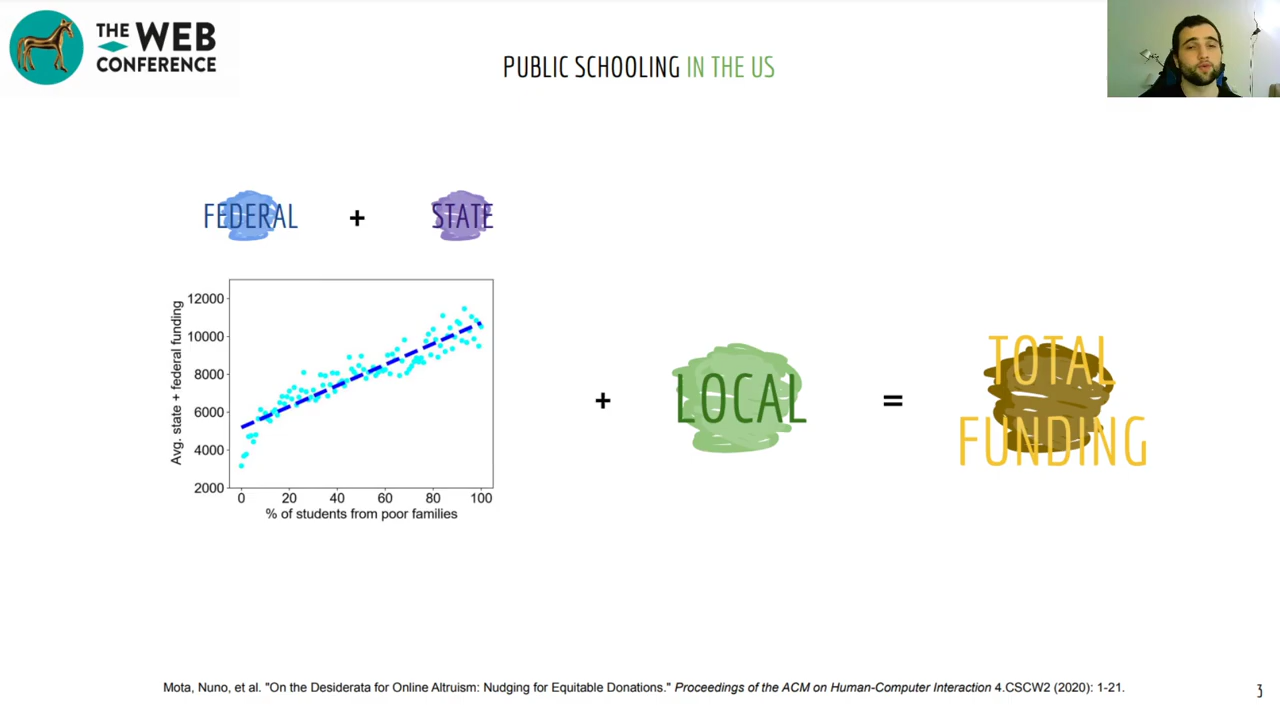 THE WEB
CONFERENCE
PUBLIC SCHOOLING IN THE US
FEDERAL + STATE
Avg. state + federal funding
12000
10000
8000
6000
4000
2000
0 20 40 60 80 100
% of students from poor families
+ LOCAL =
TOTAL
FUNDING
Mota, Nuno, et al. "On the Desiderata for Online Altruism: Nudging for Equitable Donations." Proceedings of the ACM on Human-Computer Interaction 4.CSCW2 (2020): 1-21.
3